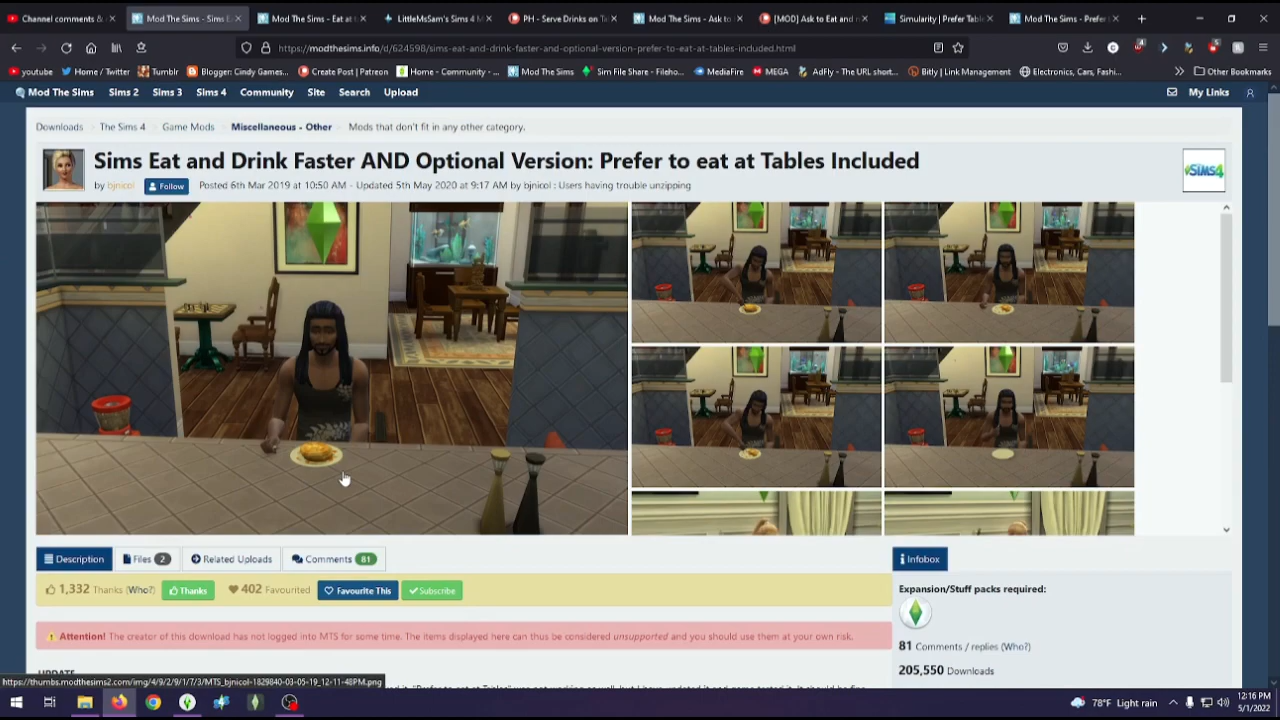 Channel comments &
Mod The Sims - Sims E
Mod The Sims - Eat at
LittleMsSam's Sims 4 M
PH - Serve Drinks on Ta
Mod The Sims - Ask to
[MOD] Ask to Eat and
Simularity | Prefer Table
Mod The Sims - Prefer
https://modthesims.info/d/624598/sims-eat-and-drink-faster-and-optional-version-prefer-to-eat-at-tables-included.html
youtube
Home / Twitter
Tumblr
Blogger: Cindy Games...
Create Post | Patreon
Home - Community - ...
Mod The Sims
Sim File Share - Fileho...
MediaFire
MEGA
AdFly - The URL short...
Bitly | Link Management
Electronics, Cars, Fashi...
Other Bookmarks
Mod The Sims Sims 2 Sims 3 Sims 4 Community Site Search Upload My Links
Downloads The Sims 4 Game Mods Miscellaneous - Other Mods that don't fit in any other category.
Sims Eat and Drink Faster AND Optional Version: Prefer to eat at Tables Included
by bjnicol Follow Posted 6th Mar 2019 at 10:50 AM - Updated 5th May 2020 at 9:17 AM by bjnicol : Users having trouble unzipping
SIMS4
Description Files 2 Related Uploads Comments 81 Infobox
1,332 Thanks (Who?) Thanks 402 Favourited Favourite This Subscribe
Expansion/Stuff packs required:
Attention! The creator of this download has not logged into MTS for some time. The items displayed here can thus be considered unsupported and you should use them at your own risk.
81 Comments / replies (Who?)
205,550 Downloads
UPDATE
https://thumbs.modthesims2.com/img/4/9/2/9/1/7/3/MTS_bjnicol-1829840-03-05-19_12-11-48PM.png
78°F Light rain
12:16 PM
5/1/2022